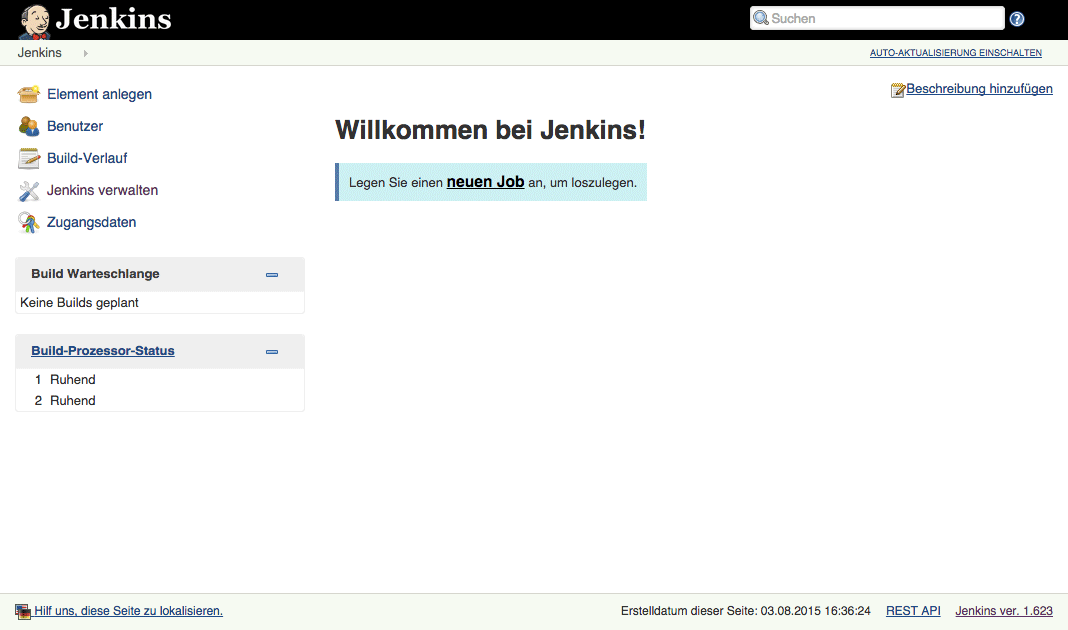 Jenkins
Suchen
?
Jenkins
AUTO-AKTUALISIERUNG EINSCHALTEN
Element anlegen
Benutzer
Build-Verlauf
Jenkins verwalten
Zugangsdaten
Build Warteschlange
Keine Builds geplant
Build-Prozessor-Status
1 Ruhend
2 Ruhend
Beschreibung hinzufügen
Willkommen bei Jenkins!
Legen Sie einen neuen Job an, um loszulegen.
Hilf uns, diese Seite zu lokalisieren.
Erstelldatum dieser Seite: 03.08.2015 16:36:24 REST API Jenkins ver. 1.623